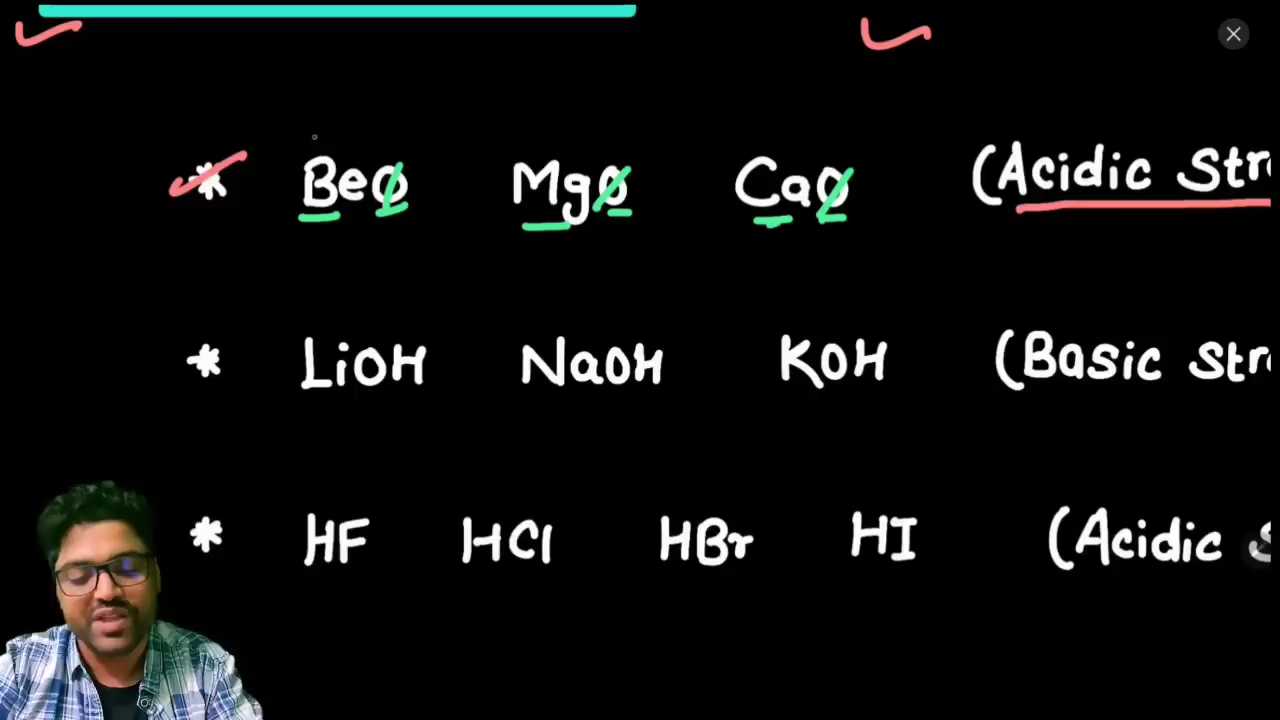 * BeO MgO CaO (Acidic Str
* LiOH NaOH KOH (Basic Str
* HF HCl HBr HI (Acidic S